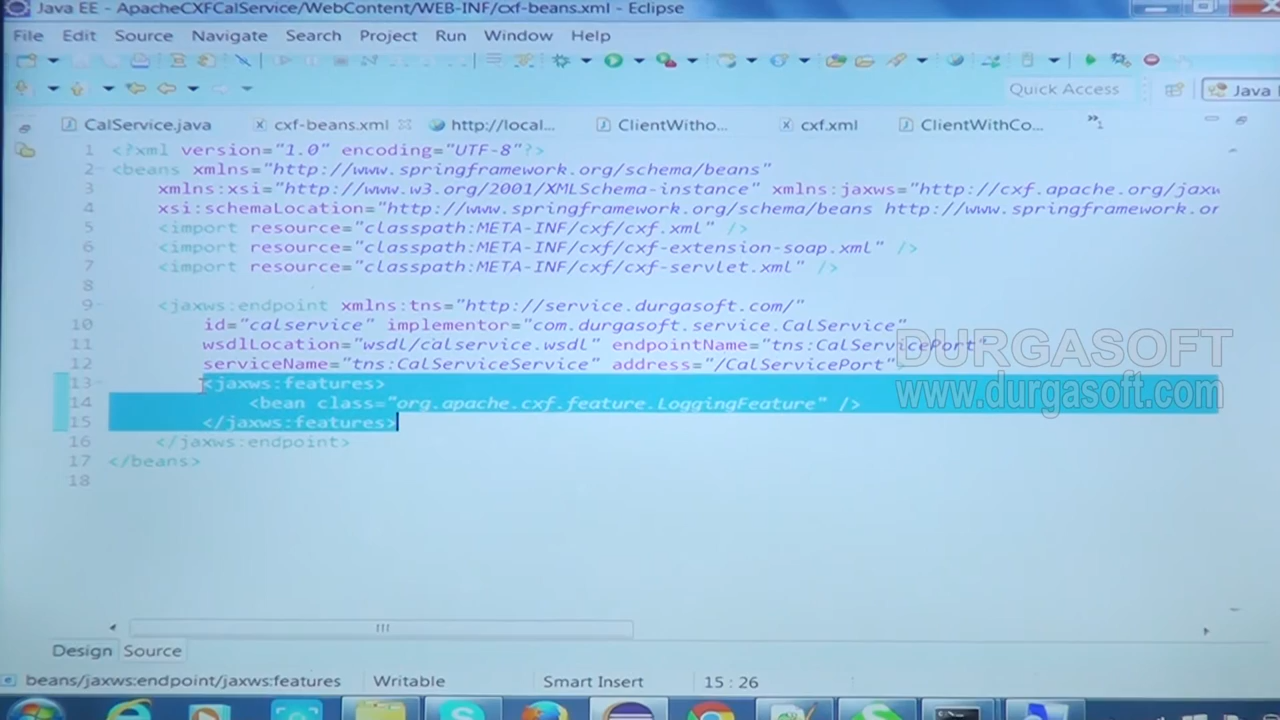 Java EE - ApacheCXFCalService/WebContent/WEB-INF/cxf-beans.xml - Eclipse
File Edit Source Navigate Search Project Run Window Help
Quick Access
Java
CalService.java cxf-beans.xml http://local... ClientWitho... cxf.xml ClientWithCo... »1
1 <?xml version="1.0" encoding="UTF-8"?>
2 <beans xmlns="http://www.springframework.org/schema/beans"
3 xmlns:xsi="http://www.w3.org/2001/XMLSchema-instance" xmlns:jaxws="http://cxf.apache.org/jaxw
4 xsi:schemaLocation="http://www.springframework.org/schema/beans http://www.springframework.or
5 <import resource="classpath:META-INF/cxf/cxf.xml" />
6 <import resource="classpath:META-INF/cxf/cxf-extension-soap.xml" />
7 <import resource="classpath:META-INF/cxf/cxf-servlet.xml" />
8
9 <jaxws:endpoint xmlns:tns="http://service.durgasoft.com/"
10 id="calservice" implementor="com.durgasoft.service.CalService"
11 wsdlLocation="wsdl/calservice.wsdl" endpointName="tns:CalServicePort"
12 serviceName="tns:CalServiceService" address="/CalServicePort">
13 <jaxws:features>
14 <bean class="org.apache.cxf.feature.LoggingFeature" />
15 </jaxws:features>
16 </jaxws:endpoint>
17 </beans>
18
DURGASOFT
www.durgasoft.com
Design Source
beans/jaxws:endpoint/jaxws:features Writable Smart Insert 15 : 26